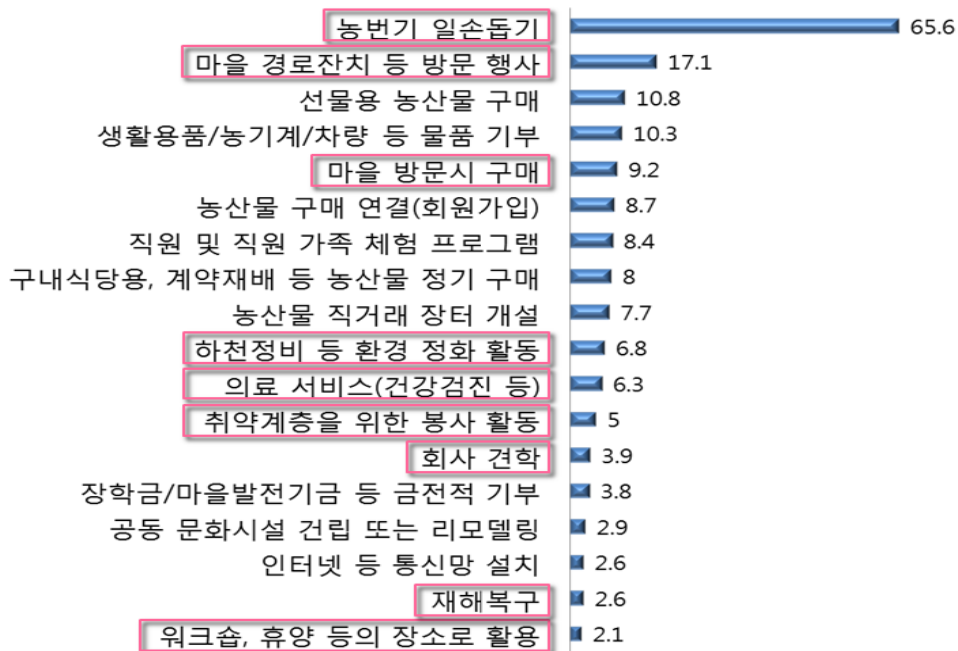 농번기 일손돕기 65.6
마을 경로잔치 등 방문 행사 17.1
선물용 농산물 구매 10.8
생활용품/농기계/차량 등 물품 기부 10.3
마을 방문시 구매 9.2
농산물 구매 연결(회원가입) 8.7
직원 및 직원 가족 체험 프로그램 8.4
구내식당용, 계약재배 등 농산물 정기 구매 8
농산물 직거래 장터 개설 7.7
하천정비 등 환경 정화 활동 6.8
의료 서비스(건강검진 등) 6.3
취약계층을 위한 봉사 활동 5
회사 견학 3.9
장학금/마을발전기금 등 금전적 기부 3.8
공동 문화시설 건립 또는 리모델링 2.9
인터넷 등 통신망 설치 2.6
재해복구 2.6
워크숍, 휴양 등의 장소로 활용 2.1